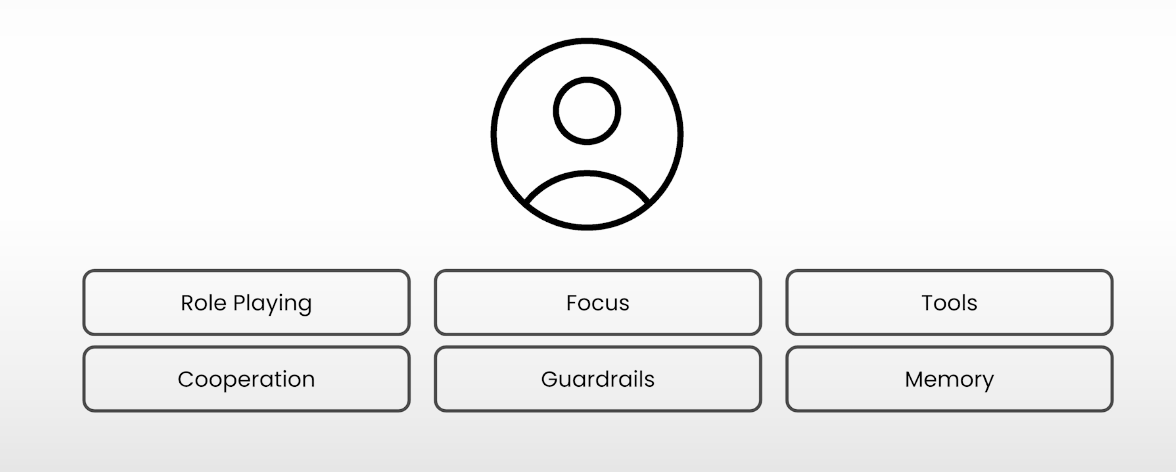 Role Playing
Focus
Tools
Cooperation
Guardrails
Memory